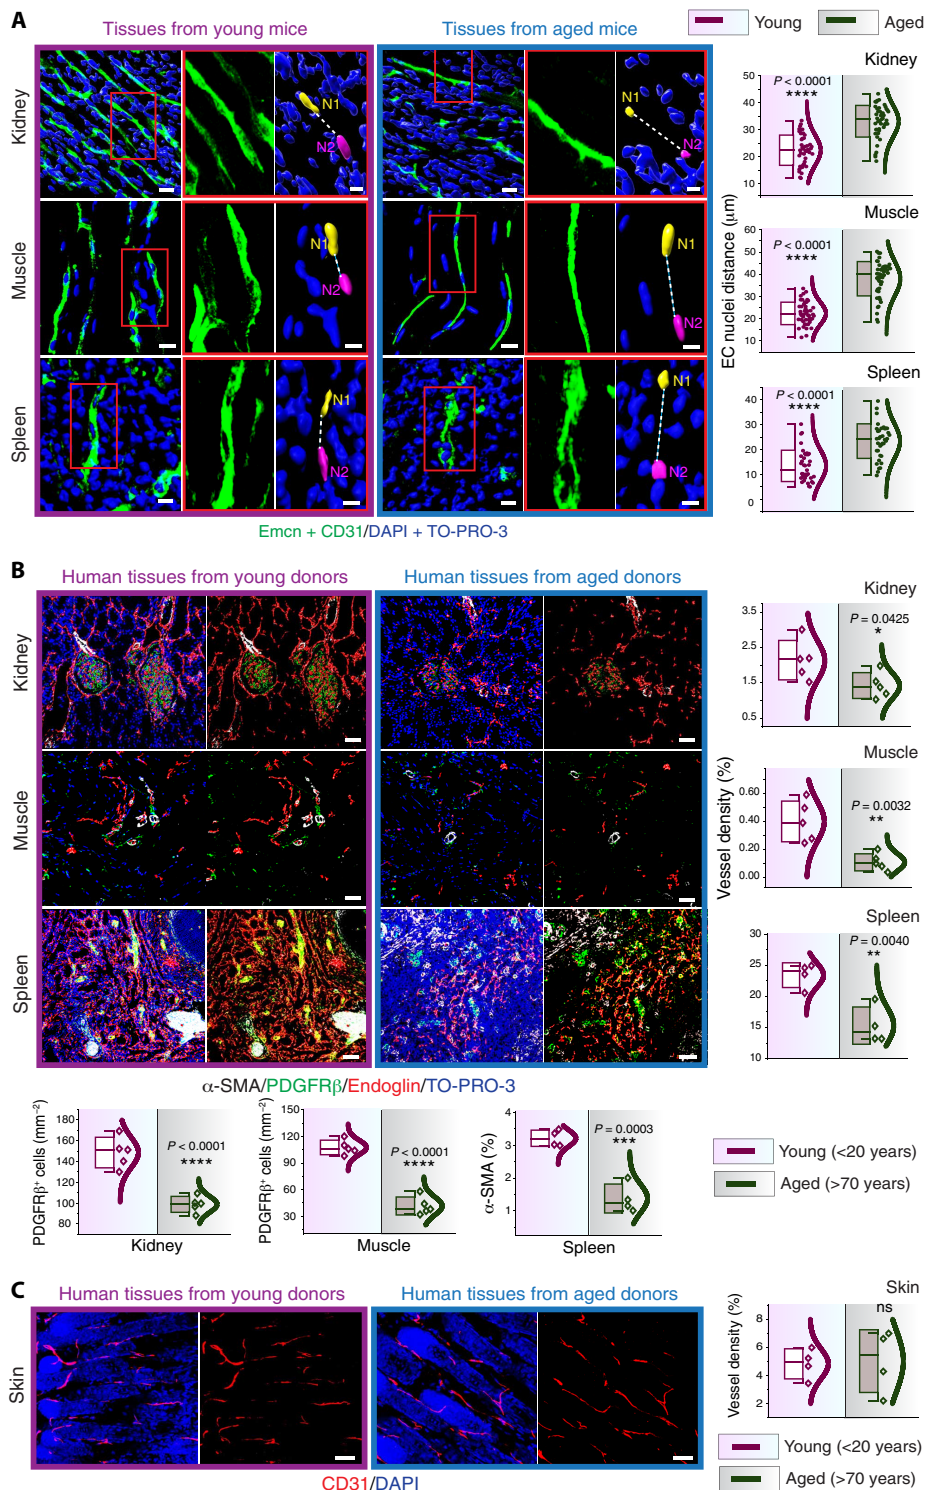 A
Tissues from young mice
Tissues from aged mice
Young
Aged
Kidney
N1
N2
N1
N2
Muscle
N1
N2
N1
N2
Spleen
N1
N2
N1
N2
Emcn + CD31/DAPI + TO-PRO-3
EC nuclei distance (μm)
Kidney
P < 0.0001
****
50
40
30
20
10
Muscle
P < 0.0001
****
60
50
40
30
20
10
Spleen
P < 0.0001
****
40
30
20
10
0
B
Human tissues from young donors
Human tissues from aged donors
Kidney
Muscle
Spleen
α-SMA/PDGFRβ/Endoglin/TO-PRO-3
Vessel density (%)
Kidney
P = 0.0425
*
3.5
2.5
1.5
0.5
Muscle
P = 0.0032
**
0.60
0.40
0.20
0.00
Spleen
P = 0.0040
**
30
25
20
15
10
PDGFRβ⁺ cells (mm⁻²)
180
160
140
120
100
80
P < 0.0001
****
Kidney
PDGFRβ⁺ cells (mm⁻²)
150
120
90
60
30
P < 0.0001
****
Muscle
α-SMA (%)
4
3
2
1
P = 0.0003
***
Spleen
Young (<20 years)
Aged (>70 years)
C
Human tissues from young donors
Human tissues from aged donors
Skin
CD31/DAPI
Skin
ns
Vessel density (%)
8
6
4
2
Young (<20 years)
Aged (>70 years)